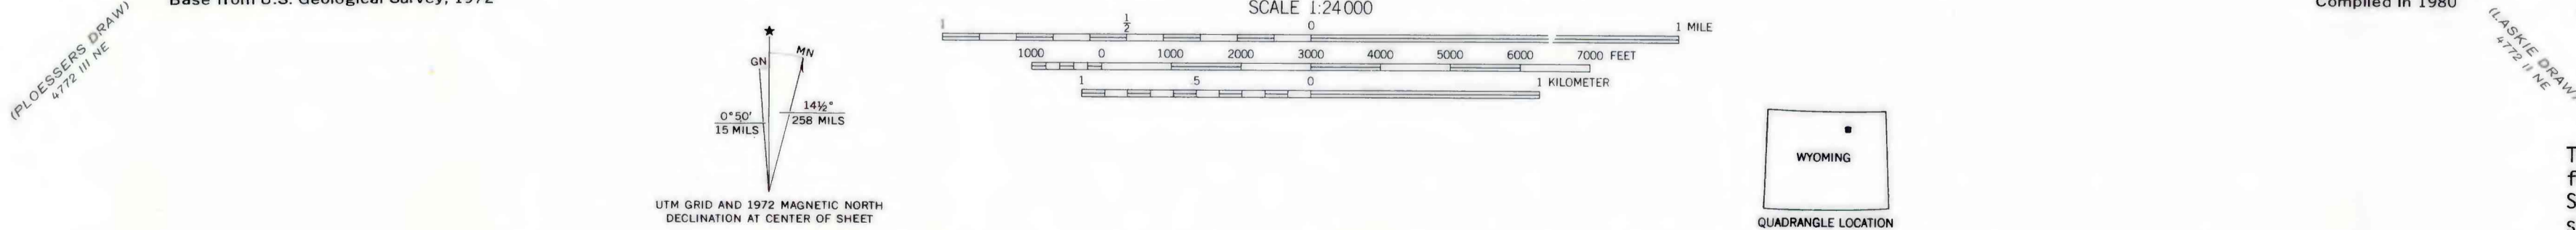 Base from U.S. Geological Survey, 1972
(PLOESSERS DRAW)
4772 III NE
★
GN
MN
0°50'
15 MILS
14½°
258 MILS
UTM GRID AND 1972 MAGNETIC NORTH
DECLINATION AT CENTER OF SHEET
SCALE 1:24 000
1 ½ 0 1 MILE
1000 0 1000 2000 3000 4000 5000 6000 7000 FEET
1 .5 0 1 KILOMETER
WYOMING
QUADRANGLE LOCATION
Compiled in 1980
(LASKIE DRAW)
4772 II NE
T
f
S
s